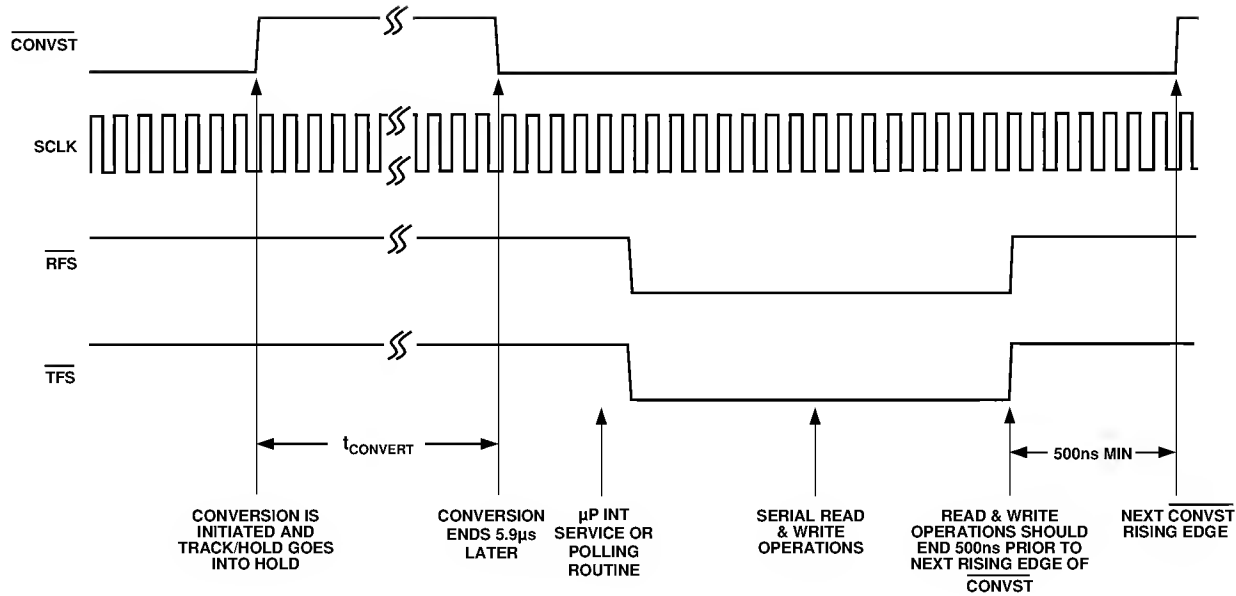 CONVST
SCLK
RFS
TFS
tCONVERT
500ns MIN
CONVERSION IS
INITIATED AND
TRACK/HOLD GOES
INTO HOLD
CONVERSION
ENDS 5.9µs
LATER
µP INT
SERVICE OR
POLLING
ROUTINE
SERIAL READ
& WRITE
OPERATIONS
READ & WRITE
OPERATIONS SHOULD
END 500ns PRIOR TO
NEXT RISING EDGE OF
CONVST
NEXT CONVST
RISING EDGE